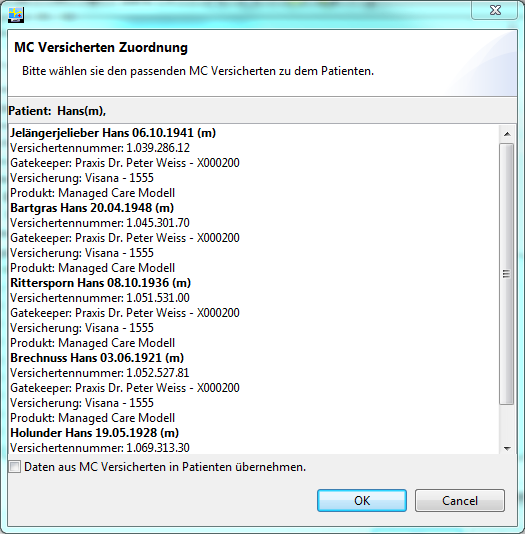 MC Versicherten Zuordnung
Bitte wählen sie den passenden MC Versicherten zu dem Patienten.
Patient: Hans(m),
Jelängerjelieber Hans 06.10.1941 (m)
Versichertennummer: 1.039.286.12
Gatekeeper: Praxis Dr. Peter Weiss - X000200
Versicherung: Visana - 1555
Produkt: Managed Care Modell
Bartgras Hans 20.04.1948 (m)
Versichertennummer: 1.045.301.70
Gatekeeper: Praxis Dr. Peter Weiss - X000200
Versicherung: Visana - 1555
Produkt: Managed Care Modell
Rittersporn Hans 08.10.1936 (m)
Versichertennummer: 1.051.531.00
Gatekeeper: Praxis Dr. Peter Weiss - X000200
Versicherung: Visana - 1555
Produkt: Managed Care Modell
Brechnuss Hans 03.06.1921 (m)
Versichertennummer: 1.052.527.81
Gatekeeper: Praxis Dr. Peter Weiss - X000200
Versicherung: Visana - 1555
Produkt: Managed Care Modell
Holunder Hans 19.05.1928 (m)
Versichertennummer: 1.069.313.30
Daten aus MC Versicherten in Patienten übernehmen.
OK Cancel